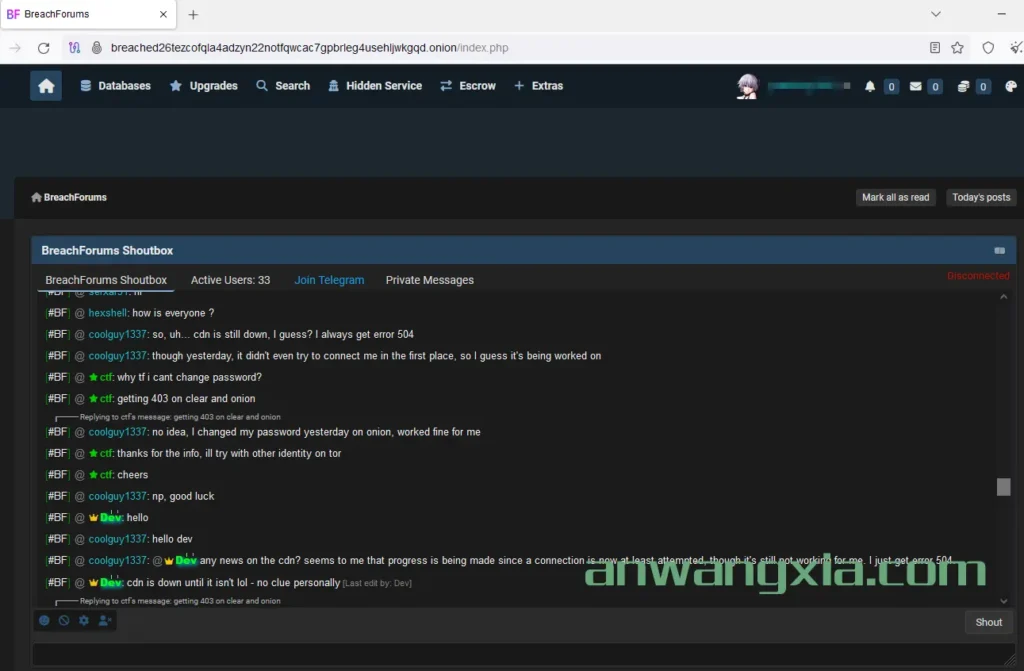 BF BreachForums
breached26tezcofqla4adzyn22notfqwcac7gpbrleg4usehljwkgqd.onion/index.php
Databases Upgrades Search Hidden Service Escrow Extras 0 0 0
BreachForums Mark all as read Today's posts
BreachForums Shoutbox
BreachForums Shoutbox Active Users: 33 Join Telegram Private Messages Disconnected
|#BF| @ hexshell: how is everyone ?
|#BF| @ coolguy1337: so, uh... cdn is still down, I guess? I always get error 504
|#BF| @ coolguy1337: though yesterday, it didn't even try to connect me in the first place, so I guess it's being worked on
|#BF| @ ctf: why tf i cant change password?
|#BF| @ ctf: getting 403 on clear and onion
Replying to ctf's message: getting 403 on clear and onion
|#BF| @ coolguy1337: no idea, I changed my password yesterday on onion, worked fine for me
|#BF| @ ctf: thanks for the info, ill try with other identity on tor
|#BF| @ ctf: cheers
|#BF| @ coolguy1337: np, good luck
|#BF| @ Dev: hello
|#BF| @ coolguy1337: hello dev
|#BF| @ coolguy1337: @ Dev any news on the cdn? seems to me that progress is being made since a connection is now at least attempted, though it's still not working for me. I just get error 504
|#BF| @ Dev: cdn is down until it isn't lol - no clue personally [Last edit by: Dev]
Replying to ctf's message: getting 403 on clear and onion
anwangxia.com
Shout